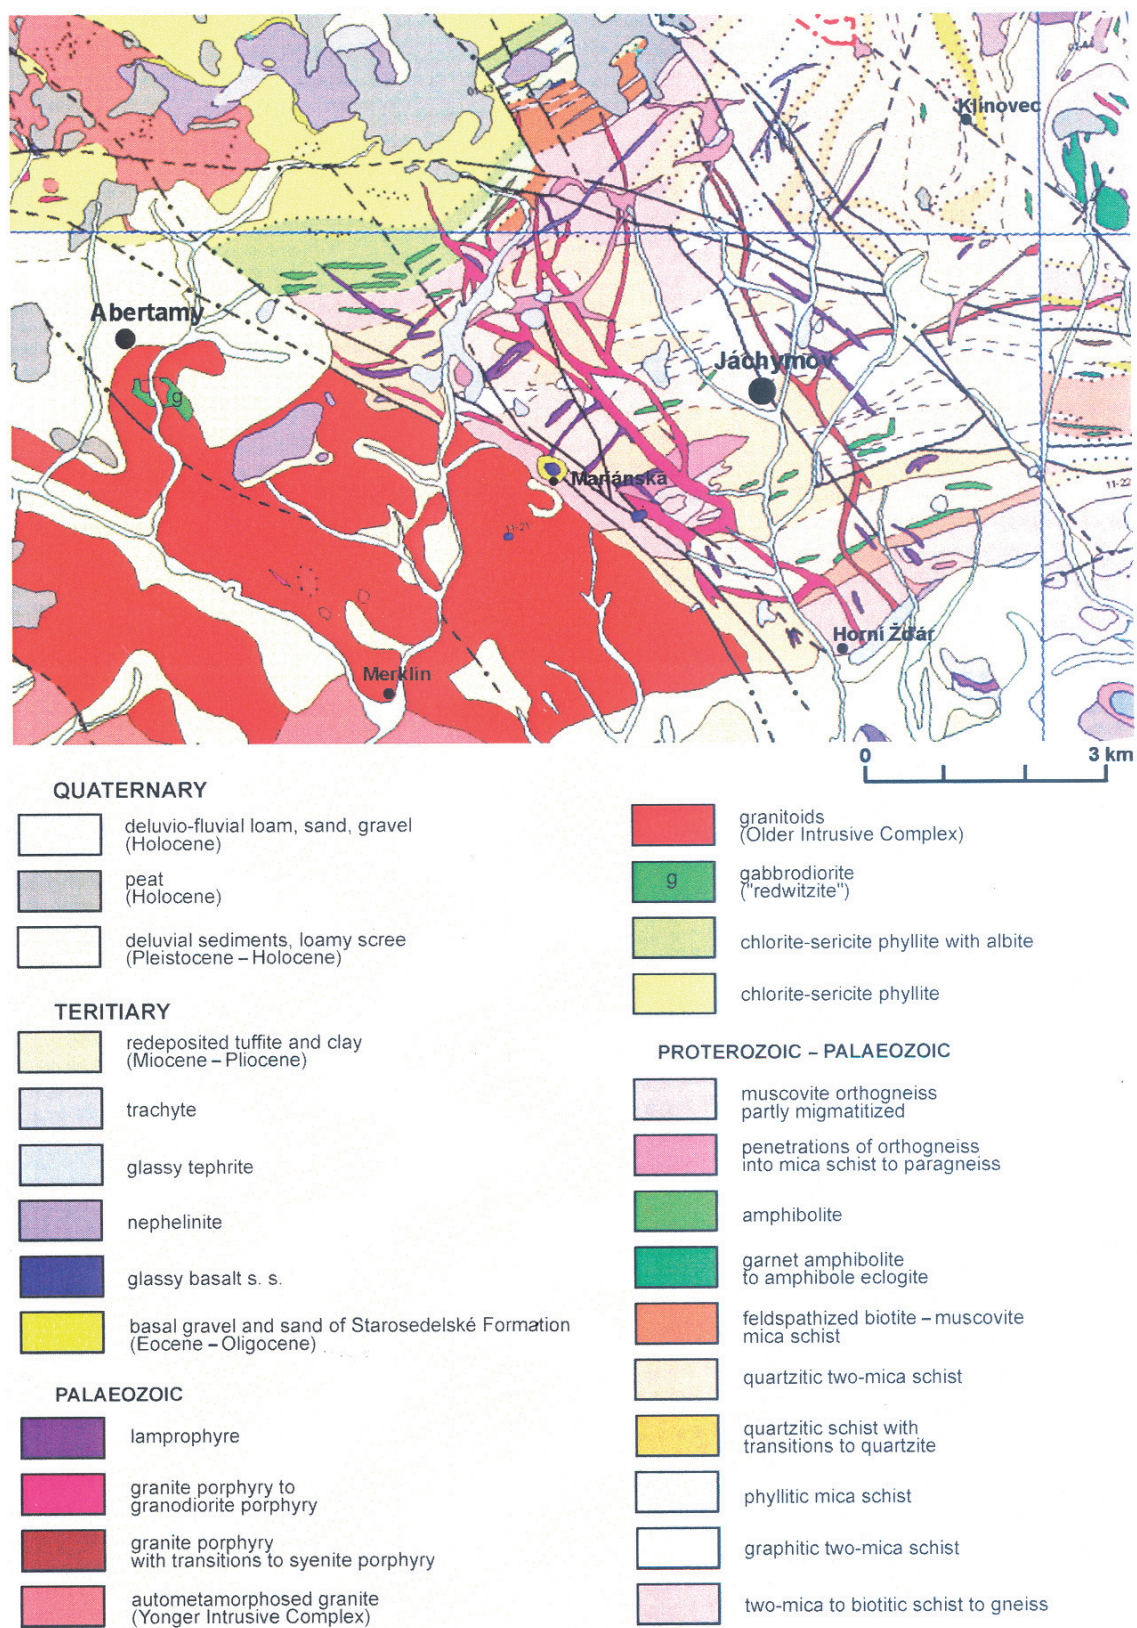 Klínovec
Abertamy
g
Jáchymov
Mariánská
11-22
11-21
Horní Žďár
Merklín
0 3 km
QUATERNARY
deluvio-fluvial loam, sand, gravel
(Holocene)
peat
(Holocene)
deluvial sediments, loamy scree
(Pleistocene – Holocene)
TERITIARY
redeposited tuffite and clay
(Miocene – Pliocene)
trachyte
glassy tephrite
nephelinite
glassy basalt s. s.
basal gravel and sand of Starosedelské Formation
(Eocene – Oligocene)
PALAEOZOIC
lamprophyre
granite porphyry to
granodiorite porphyry
granite porphyry
with transitions to syenite porphyry
autometamorphosed granite
(Yonger Intrusive Complex)
granitoids
(Older Intrusive Complex)
g
gabbrodiorite
("redwitzite")
chlorite-sericite phyllite with albite
chlorite-sericite phyllite
PROTEROZOIC – PALAEOZOIC
muscovite orthogneiss
partly migmatitized
penetrations of orthogneiss
into mica schist to paragneiss
amphibolite
garnet amphibolite
to amphibole eclogite
feldspathized biotite – muscovite
mica schist
quartzitic two-mica schist
quartzitic schist with
transitions to quartzite
phyllitic mica schist
graphitic two-mica schist
two-mica to biotitic schist to gneiss